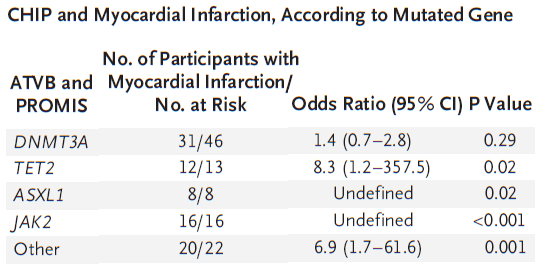 CHIP and Myocardial Infarction, According to Mutated Gene
ATVB and PROMIS No. of Participants with Myocardial Infarction/ No. at Risk Odds Ratio (95% CI) P Value
DNMT3A 31/46 1.4 (0.7–2.8) 0.29
TET2 12/13 8.3 (1.2–357.5) 0.02
ASXL1 8/8 Undefined 0.02
JAK2 16/16 Undefined <0.001
Other 20/22 6.9 (1.7–61.6) 0.001